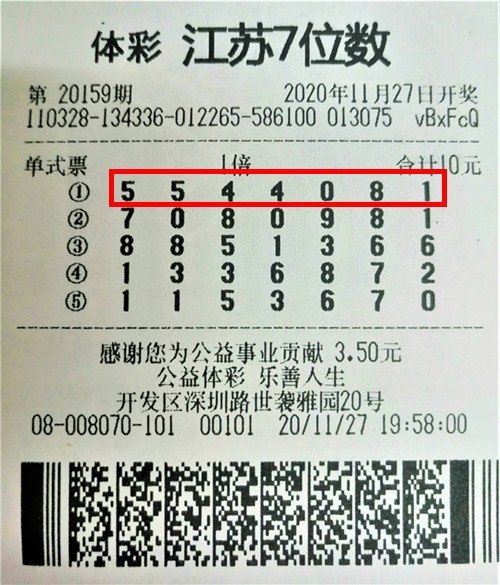 体彩 江苏7位数
第 20159期 2020年11月27日开奖
110328-134336-012265-586100 013075 vBxFcQ
单式票 1倍 合计10元
① 5 5 4 4 0 8 1
② 7 0 8 0 9 8 1
③ 8 8 5 1 3 6 6
④ 1 3 3 6 8 7 2
⑤ 1 1 5 3 6 7 0
感谢您为公益事业贡献 3.50元
公益体彩 乐善人生
开发区深圳路世袭雅园20号
08-008070-101 00101 20/11/27 19:58:00